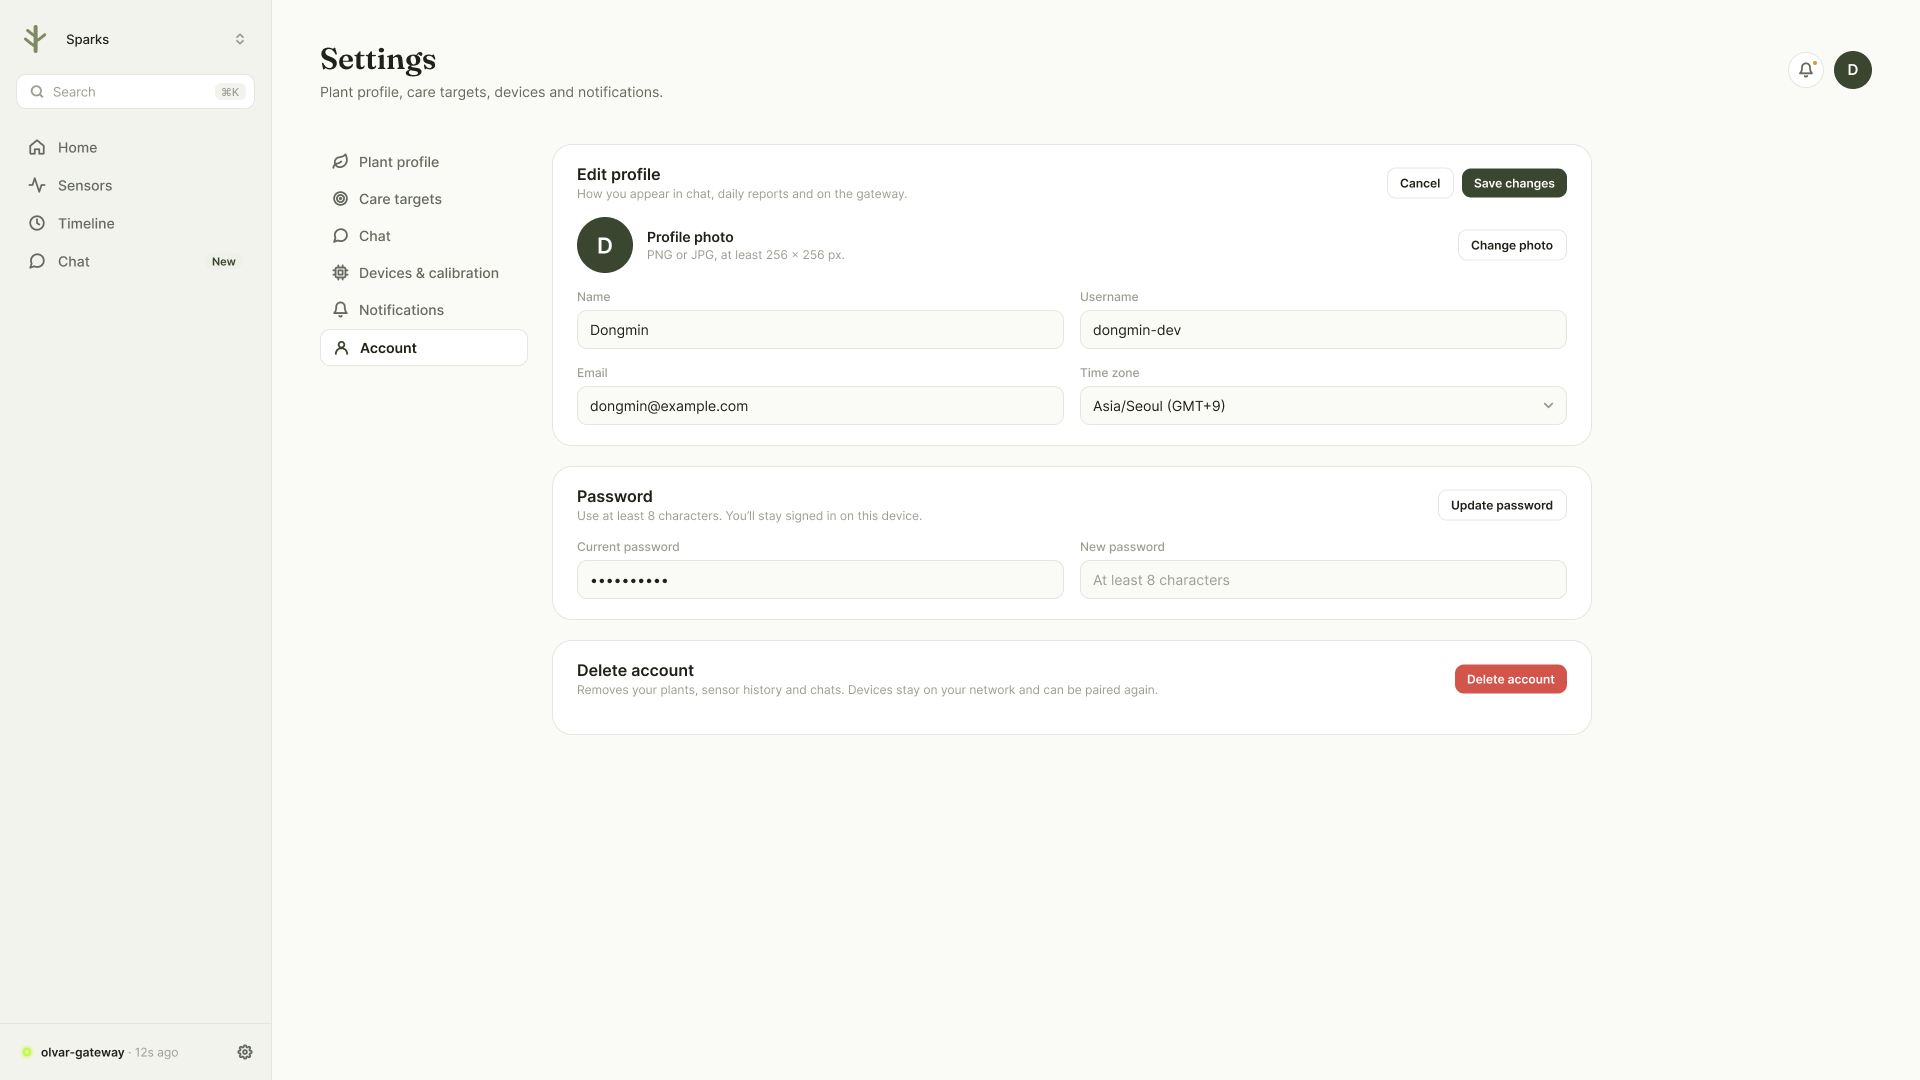 Sparks
Search
⌘K
Home
Sensors
Timeline
Chat
New
olvar-gateway · 12s ago
Settings
Plant profile, care targets, devices and notifications.
D
Plant profile
Care targets
Chat
Devices & calibration
Notifications
Account
Edit profile
How you appear in chat, daily reports and on the gateway.
Cancel
Save changes
D
Profile photo
PNG or JPG, at least 256 × 256 px.
Change photo
Name
Username
Dongmin
dongmin-dev
Email
Time zone
dongmin@example.com
Asia/Seoul (GMT+9)
Password
Use at least 8 characters. You’ll stay signed in on this device.
Update password
Current password
New password
••••••••••
At least 8 characters
Delete account
Removes your plants, sensor history and chats. Devices stay on your network and can be paired again.
Delete account